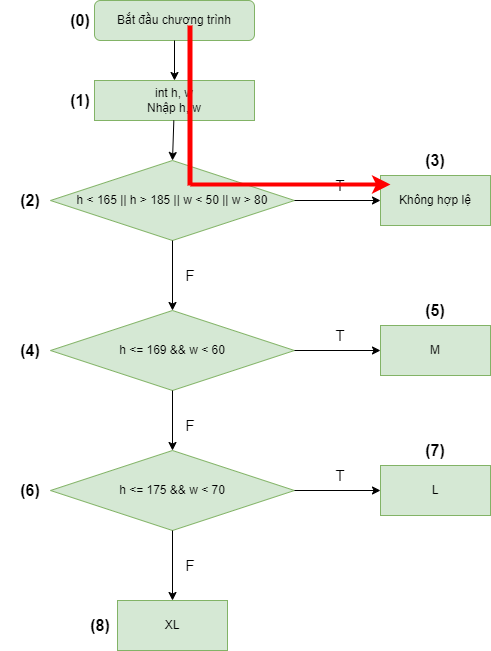 (0)
Bắt đầu chương trình
(1)
int h, w
Nhập h, w
(3)
(2)
h < 165 || h > 185 || w < 50 || w > 80
T
Không hợp lệ
F
(5)
(4)
h <= 169 && w < 60
T
M
F
(7)
(6)
h <= 175 && w < 70
T
L
F
(8)
XL